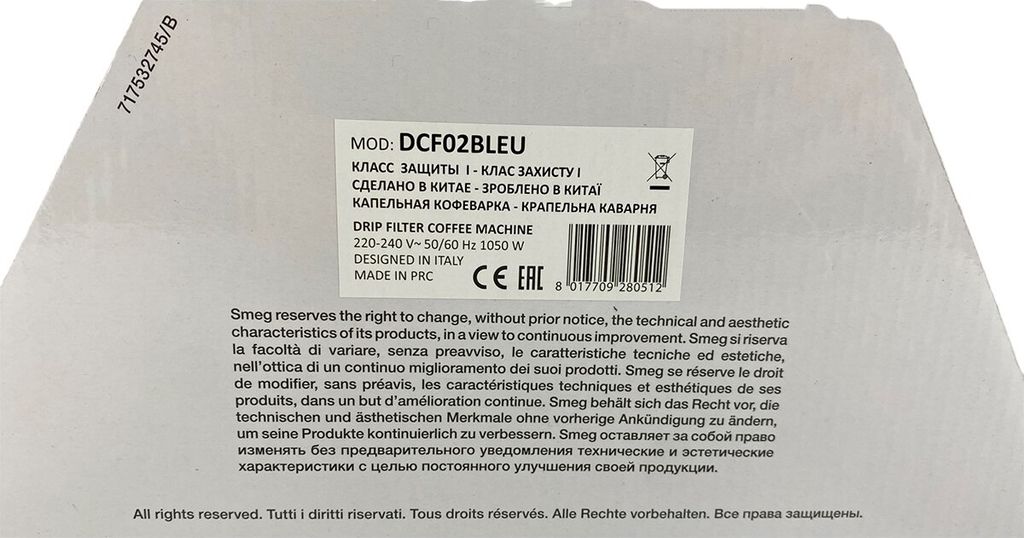 717532745/B
MOD: DCF02BLEU
КЛАСС ЗАЩИТЫ I - КЛАС ЗАХИСТУ I
СДЕЛАНО В КИТАЕ - ЗРОБЛЕНО В КИТАЇ
КАПЕЛЬНАЯ КОФЕВАРКА - КРАПЕЛЬНА КАВАРНЯ
DRIP FILTER COFFEE MACHINE
220-240 V~ 50/60 Hz 1050 W
DESIGNED IN ITALY
MADE IN PRC
CE EAC
8 017709 280512
Smeg reserves the right to change, without prior notice, the technical and aesthetic
characteristics of its products, in a view to continuous improvement. Smeg si riserva
la facoltà di variare, senza preavviso, le caratteristiche tecniche ed estetiche,
nell'ottica di un continuo miglioramento dei suoi prodotti. Smeg se réserve le droit
de modifier, sans préavis, les caractéristiques techniques et esthétiques de ses
produits, dans un but d'amélioration continue. Smeg behält sich das Recht vor, die
technischen und ästhetischen Merkmale ohne vorherige Ankündigung zu ändern,
um seine Produkte kontinuierlich zu verbessern. Smeg оставляет за собой право
изменять без предварительного уведомления технические и эстетические
характеристики с целью постоянного улучшения своей продукции.
All rights reserved. Tutti i diritti riservati. Tous droits réservés. Alle Rechte vorbehalten. Все права защищены.